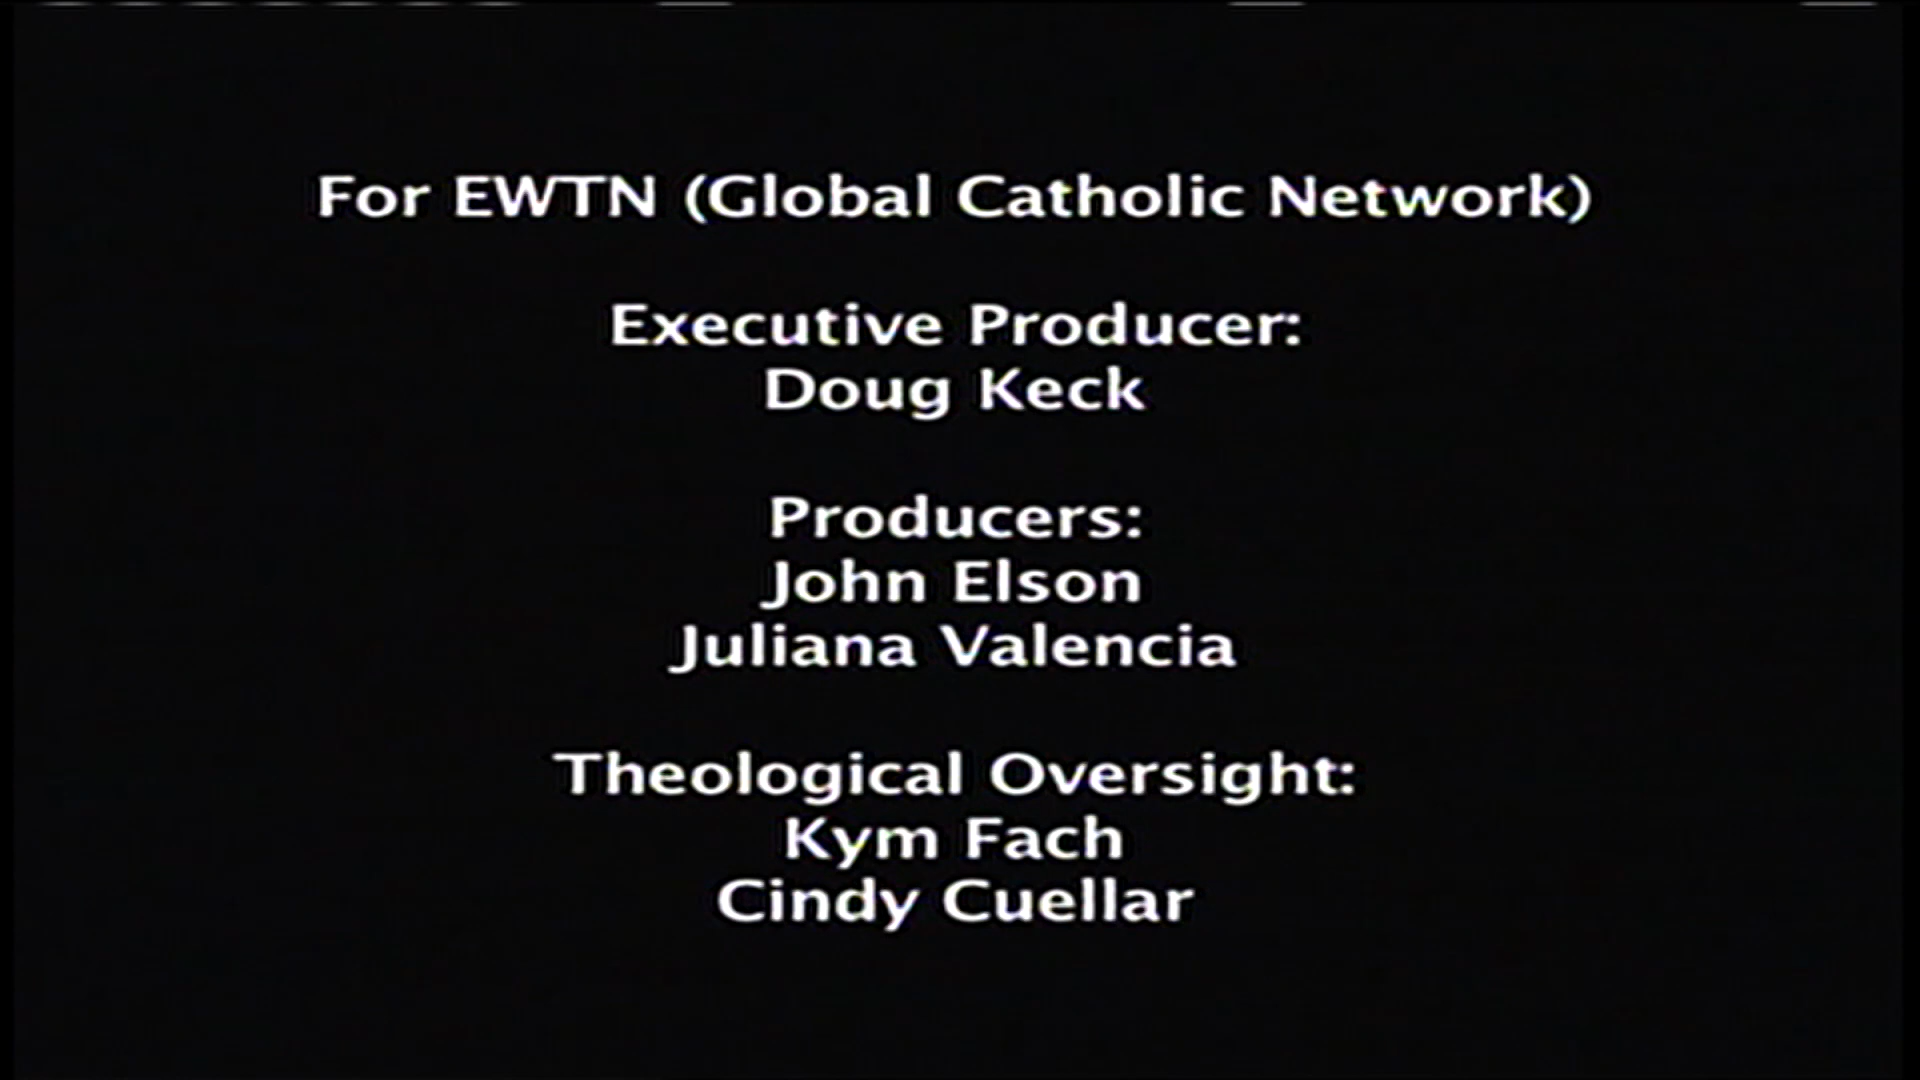 For EWTN (Global Catholic Network)
Executive Producer:
Doug Keck
Producers:
John Elson
Juliana Valencia
Theological Oversight:
Kym Fach
Cindy Cuellar